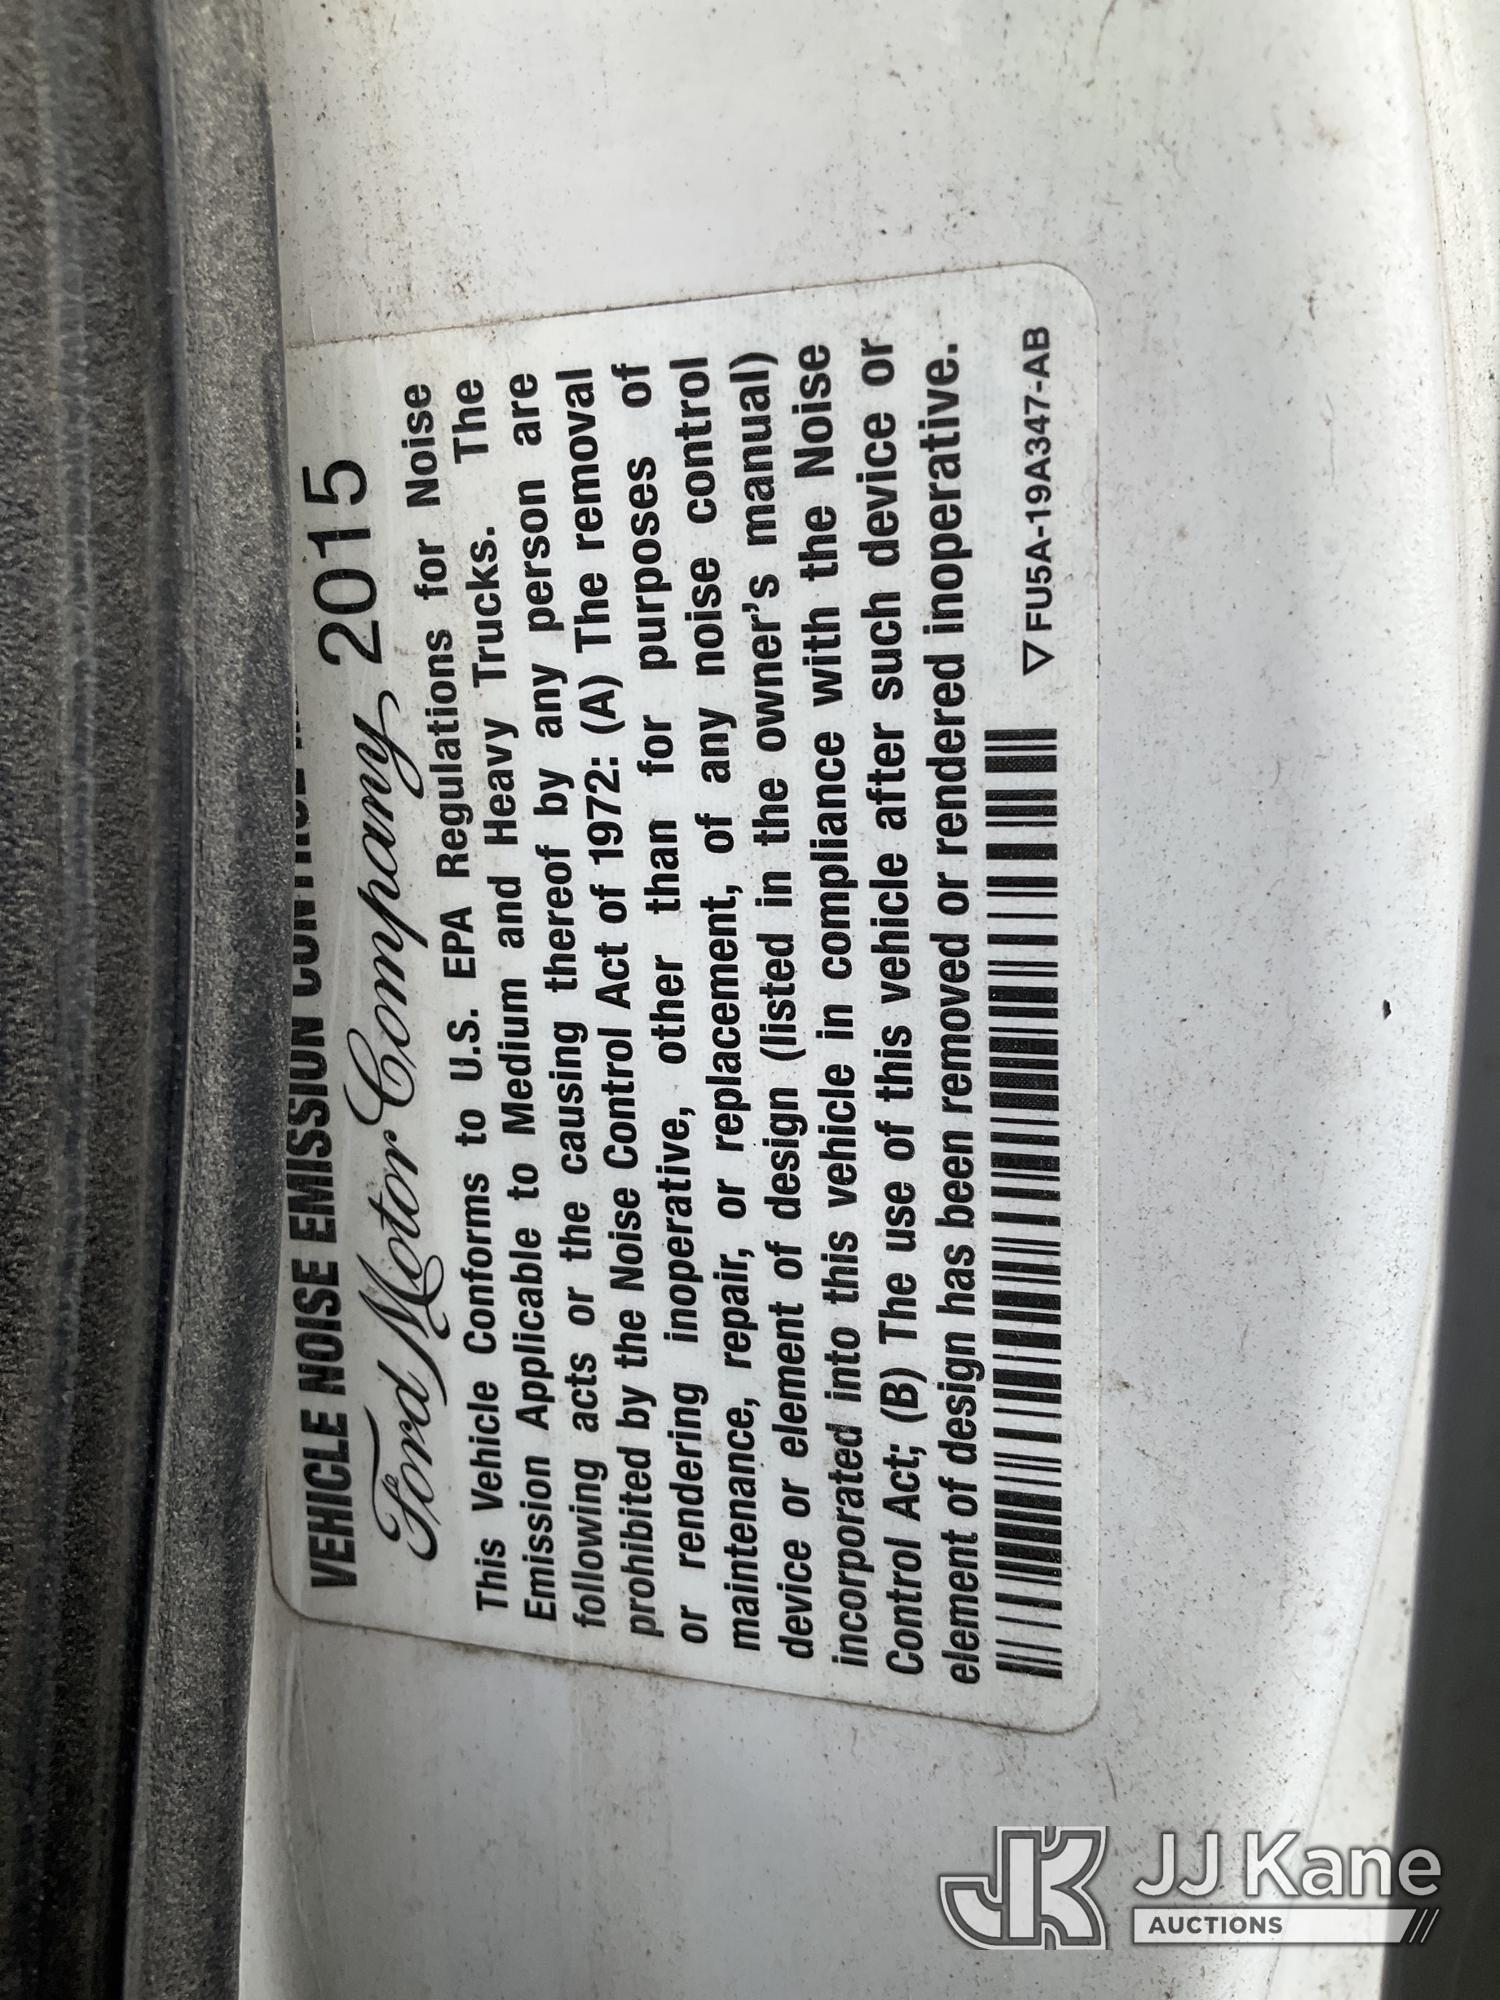 VEHICLE NOISE EMISSION CONTROL
Ford Motor Company 2015
This Vehicle Conforms to U.S. EPA Regulations for Noise
Emission Applicable to Medium and Heavy Trucks. The
following acts or the causing thereof by any person are
prohibited by the Noise Control Act of 1972: (A) The removal
or rendering inoperative, other than for purposes of
maintenance, repair, or replacement, of any noise control
device or element of design (listed in the owner's manual)
incorporated into this vehicle in compliance with the Noise
Control Act; (B) The use of this vehicle after such device or
element of design has been removed or rendered inoperative.
▽ FU5A-19A347-AB
JK JJ Kane
AUCTIONS